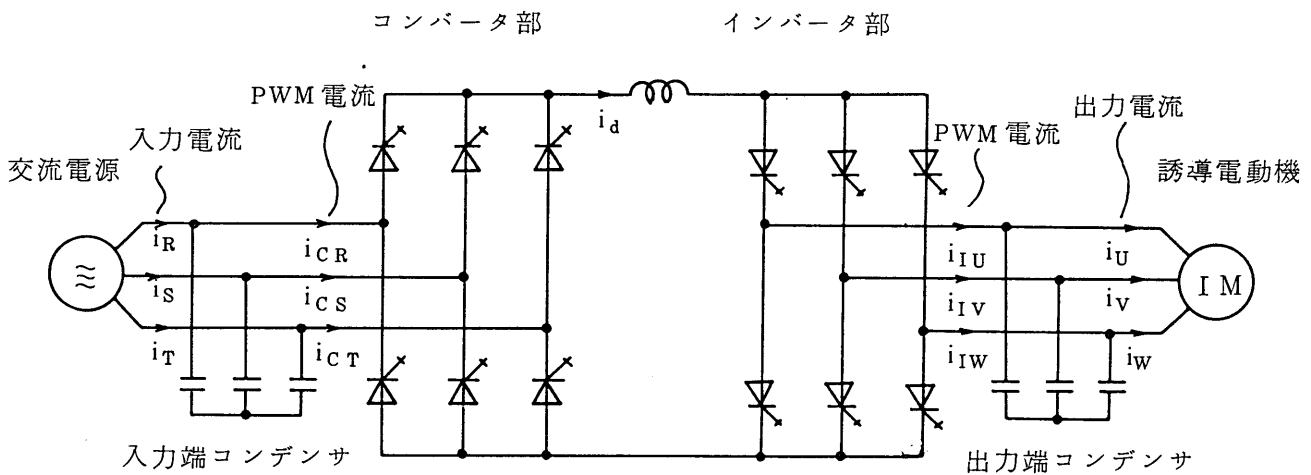 コンバータ部
インバータ部
PWM電流
入力電流
交流電源
i_d
PWM電流
出力電流
誘導電動機
i_R
i_CR
i_S
i_CS
i_T
i_CT
i_IU
i_U
i_IV
i_V
i_IW
i_W
IM
入力端コンデンサ
出力端コンデンサ